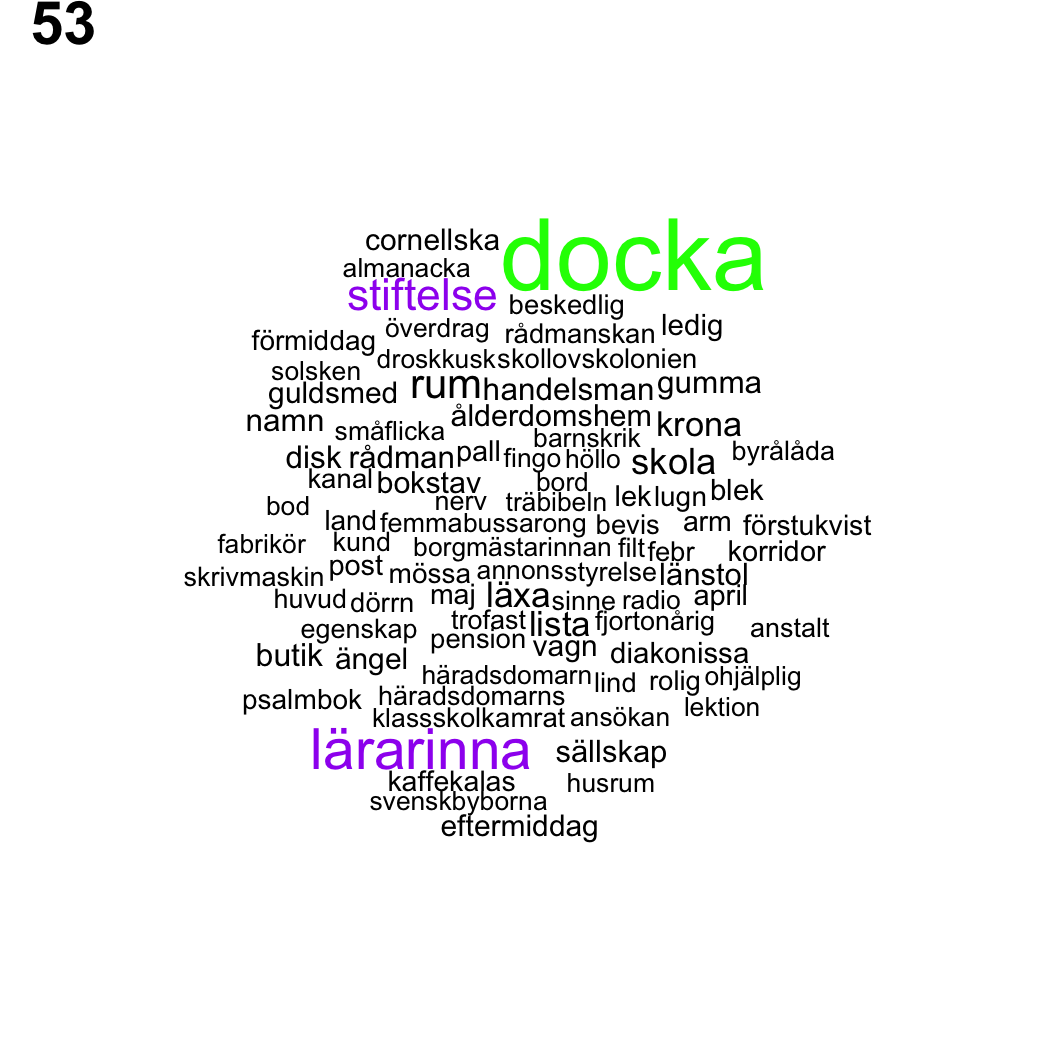 53
cornellska docka
almanacka
stiftelse beskedlig
förmiddag överdrag rådmanskan ledig
solsken droskkusk skollovskolonien
guldsmed rum handelsman gumma
namn småflicka ålderdomshem krona
barnskrik
disk rådman pall fingo höllo skola byrålåda
kanal bokstav bord
bod nerv träbibeln lek lugn blek
land femmabussarong bevis arm förstukvist
fabrikör kund borgmästarinnan filt febr korridor
skrivmaskin post mössa annons styrelse länstol
huvud dörrn maj läxa sinne radio april
egenskap trofast lista fjortonårig anstalt
pension
butik ängel vagn diakonissa
häradsdomarn lind rolig ohjälplig
psalmbok häradsdomarns lektion
klassskolkamrat ansökan
lärarinna sällskap
kaffekalas husrum
svenskbyborna
eftermiddag